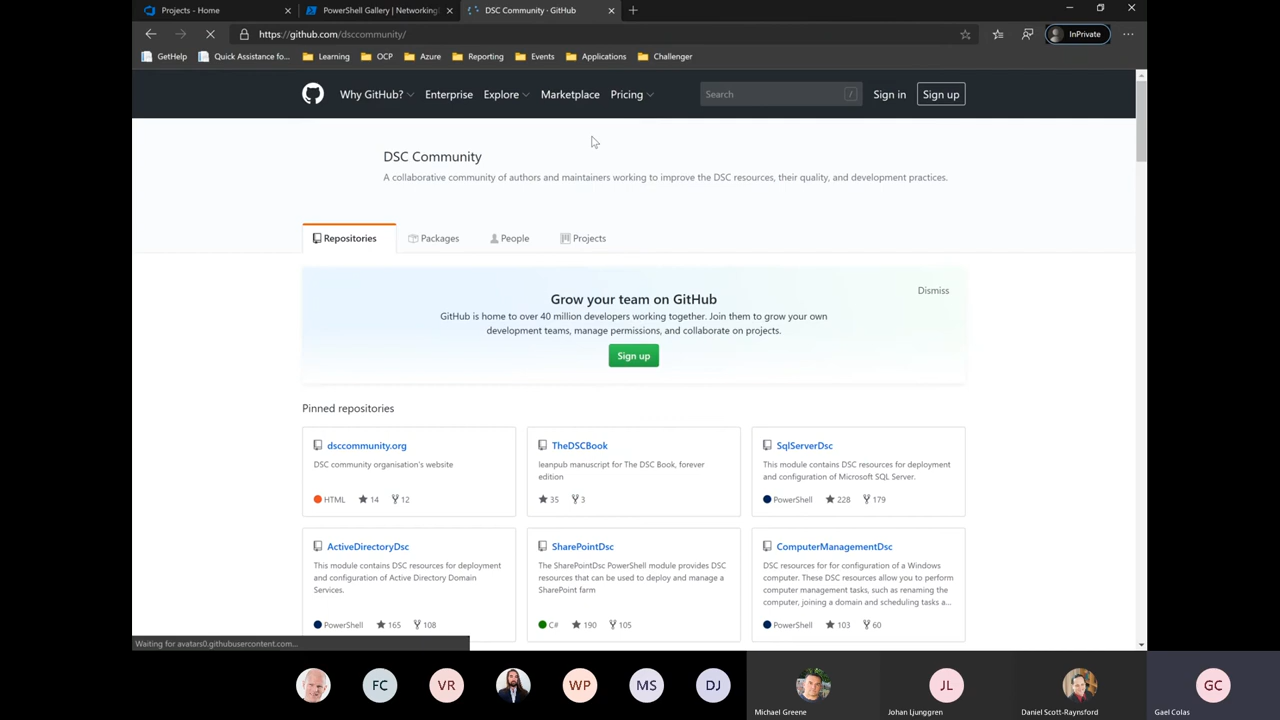 Projects - Home
PowerShell Gallery | Networking
DSC Community · GitHub
https://github.com/dsccommunity/
InPrivate
GetHelp
Quick Assistance fo...
Learning
OCP
Azure
Reporting
Events
Applications
Challenger
Why GitHub?
Enterprise
Explore
Marketplace
Pricing
Search
/
Sign in
Sign up
DSC Community
A collaborative community of authors and maintainers working to improve the DSC resources, their quality, and development practices.
Repositories
Packages
People
Projects
Grow your team on GitHub
Dismiss
GitHub is home to over 40 million developers working together. Join them to grow your own
development teams, manage permissions, and collaborate on projects.
Sign up
Pinned repositories
dsccommunity.org
DSC community organisation's website
HTML 14 12
TheDSCBook
leanpub manuscript for The DSC Book, forever
edition
35 3
SqlServerDsc
This module contains DSC resources for deployment
and configuration of Microsoft SQL Server.
PowerShell 228 179
ActiveDirectoryDsc
This module contains DSC resources for deployment
and configuration of Active Directory Domain
Services.
PowerShell 165 108
SharePointDsc
The SharePointDsc PowerShell module provides DSC
resources that can be used to deploy and manage a
SharePoint farm
C# 190 105
ComputerManagementDsc
DSC resources for for configuration of a Windows
computer. These DSC resources allow you to perform
computer management tasks, such as renaming the
computer, joining a domain and scheduling tasks a...
PowerShell 103 60
Waiting for avatars0.githubusercontent.com...
FC
VR
WP
MS
DJ
JL
GC
Michael Greene
Johan Ljunggren
Daniel Scott-Raynsford
Gael Colas